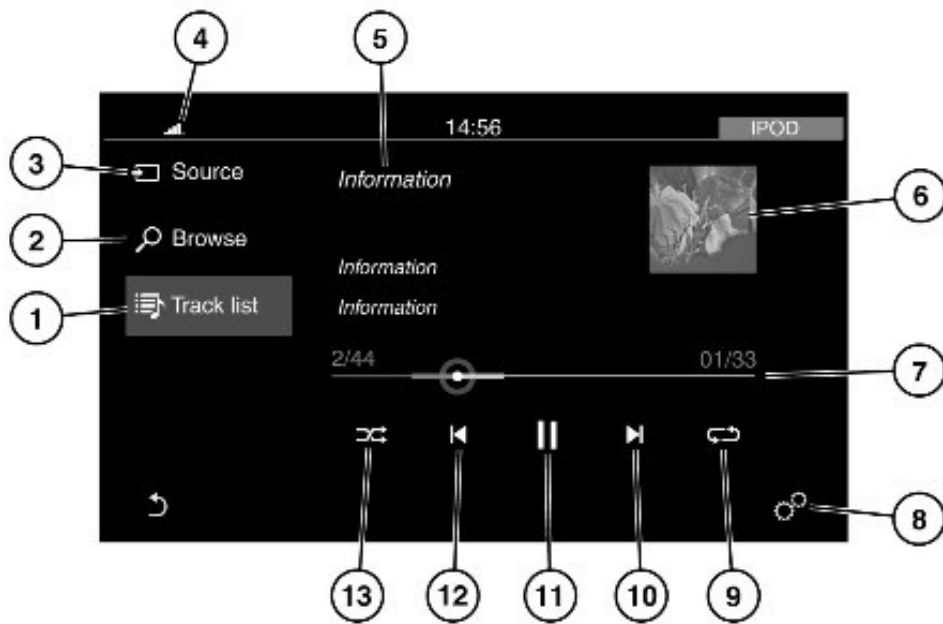 4
5
14:56
IPOD
3
Source
Information
6
2
Browse
Information
1
Track list
Information
2/44
01/33
7
8
13
12
11
10
9